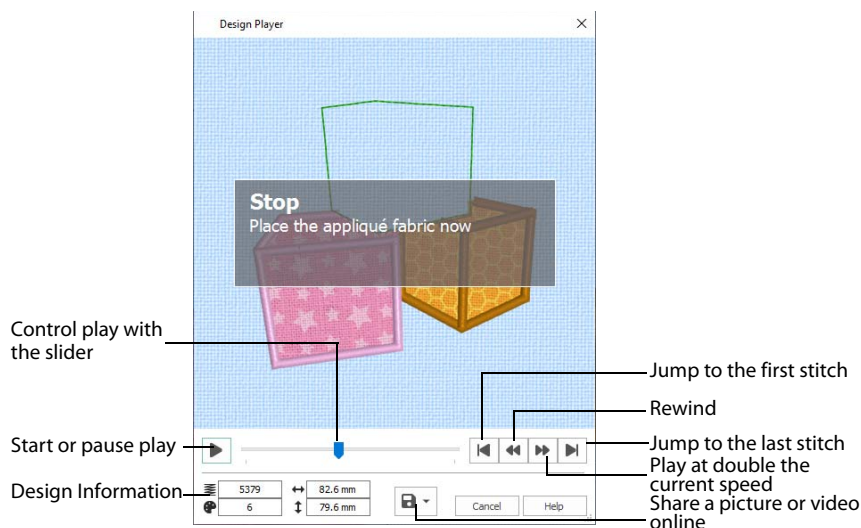 Design Player
Stop
Place the appliqué fabric now
Control play with
the slider
Jump to the first stitch
Rewind
Start or pause play
Jump to the last stitch
Play at double the
current speed
Design Information
5379
82.6 mm
6
79.6 mm
Cancel
Help
Share a picture or video
online